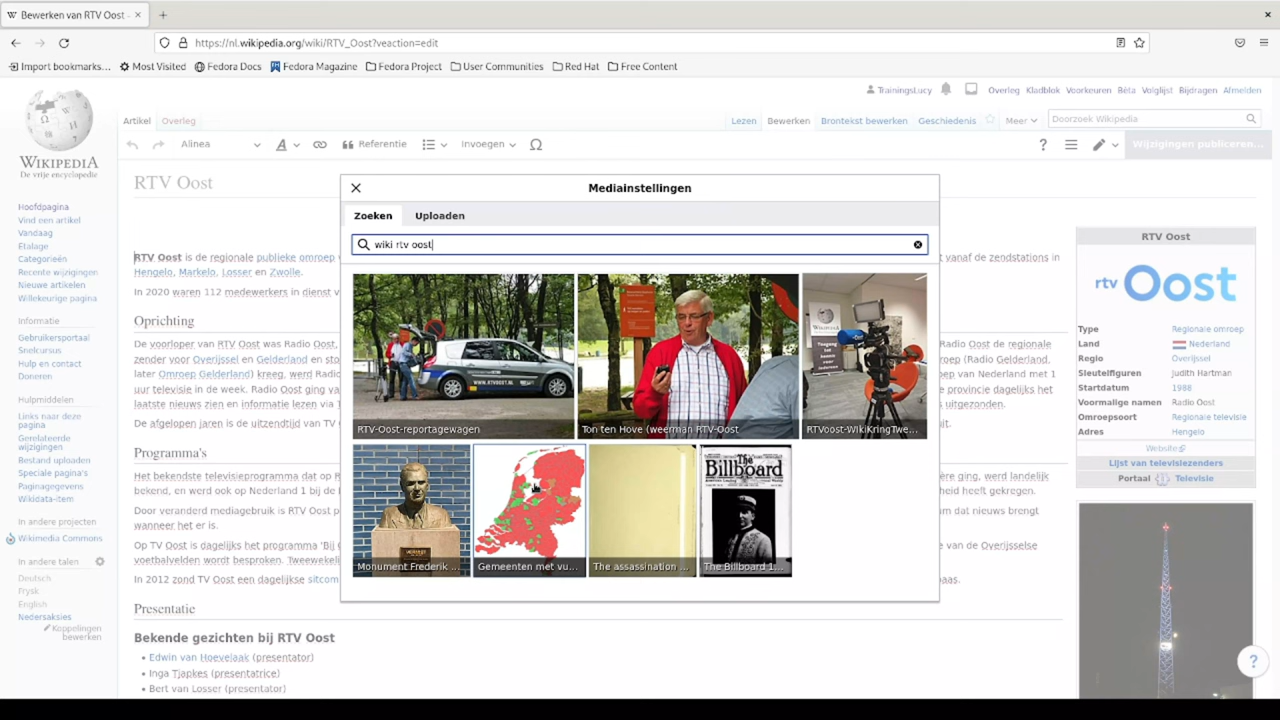 Bewerken van RTV Oost
https://nl.wikipedia.org/wiki/RTV_Oost?veaction=edit
Import bookmarks... Most Visited Fedora Docs Fedora Magazine Fedora Project User Communities Red Hat Free Content
TrainingsLucy Overleg Kladblok Voorkeuren Bèta Volglijst Bijdragen Afmelden
Artikel Overleg Lezen Bewerken Brontekst bewerken Geschiedenis Meer Doorzoek Wikipedia
Alinea A Referentie Invoegen Ω ? Wijzigingen publiceren...
WIKIPEDIA
De vrije encyclopedie
Hoofdpagina
Vind een artikel
Vandaag
Etalage
Categorieën
Recente wijzigingen
Nieuwe artikelen
Willekeurige pagina
Informatie
Gebruikersportaal
Snelcursus
Hulp en contact
Doneren
Hulpmiddelen
Links naar deze
pagina
Gerelateerde
wijzigingen
Bestand uploaden
Speciale pagina's
Paginagegevens
Wikidata-item
In andere projecten
Wikimedia Commons
In andere talen
Deutsch
Frysk
English
Nedersaksies
Koppelingen
bewerken
RTV Oost
RTV Oost is de regionale publieke omroep
vanaf de zendstations in
Hengelo, Markelo, Losser en Zwolle.
In 2020 waren 112 medewerkers in dienst
Oprichting
De voorloper van RTV Oost was Radio Oost,
Radio Oost de regionale
zender voor Overijssel en Gelderland en
(Radio Gelderland,
later Omroep Gelderland) kreeg, werd Radio
van Nederland met 1
uur televisie in de week. Radio Oost ging
provincie dagelijks het
laatste nieuws zien en informatie lezen via
uitgezonden.
De afgelopen jaren is de uitzendtijd van TV
Programma's
Het bekendste televisieprogramma dat op
ging, werd landelijk
bekend, en werd ook op Nederland 1 bij de
heeft gekregen.
Door veranderd mediagebruik is RTV Oost
dat nieuws brengt
wanneer het er is.
Op TV Oost is dagelijks het programma 'Bij
van de Overijsselse
voetbalvelden wordt besproken.
In 2012 zond TV Oost een dagelijkse sitcom
Presentatie
Bekende gezichten bij RTV Oost
• Edwin van Hoevelaak (presentator)
• Inga Tjapkes (presentatrice)
• Bert van Losser (presentator)
Mediainstellingen
Zoeken Uploaden
wiki rtv oost
WWW.RTVOOST.NL
RTV-Oost-reportagewagen
Ton ten Hove (weerman RTV-Oost
RTVoost-WikiKringTwe...
The
Billboard
Monument Frederik ...
Gemeenten met vu...
The assassination ...
The Billboard 1...
RTV Oost
rtv Oost
Type Regionale omroep
Land Nederland
Regio Overijssel
Sleutelfiguren Judith Hartman
Startdatum 1988
Voormalige namen Radio Oost
Omroepsoort Regionale televisie
Adres Hengelo
Website
Lijst van televisiezenders
Portaal Televisie
?